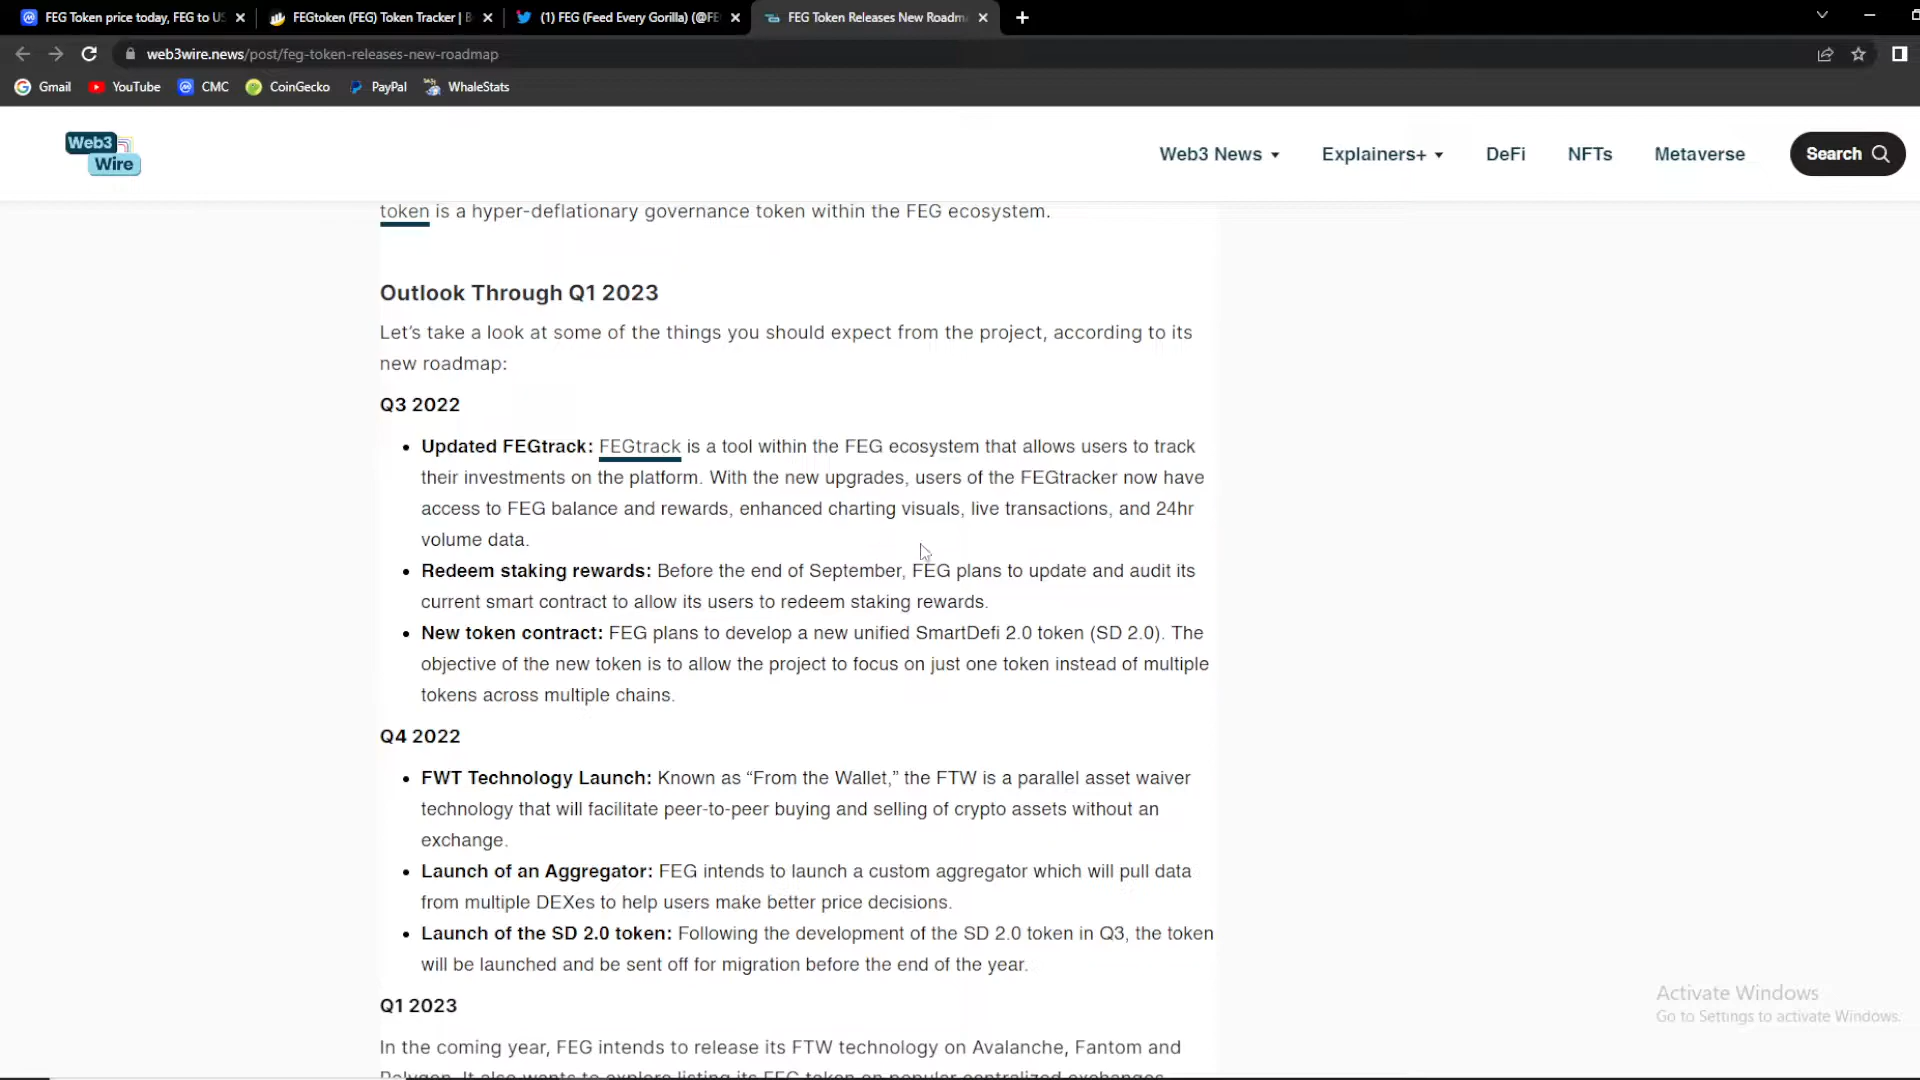 FEG Token price today, FEG to US
FEGtoken (FEG) Token Tracker | B
(1) FEG (Feed Every Gorilla) (@FE
FEG Token Releases New Roadm
web3wire.news/post/feg-token-releases-new-roadmap
Gmail YouTube CMC CoinGecko PayPal WhaleStats
Web3
Wire
Web3 News Explainers+ DeFi NFTs Metaverse Search
token is a hyper-deflationary governance token within the FEG ecosystem.
Outlook Through Q1 2023
Let’s take a look at some of the things you should expect from the project, according to its
new roadmap:
Q3 2022
• Updated FEGtrack: FEGtrack is a tool within the FEG ecosystem that allows users to track
their investments on the platform. With the new upgrades, users of the FEGtracker now have
access to FEG balance and rewards, enhanced charting visuals, live transactions, and 24hr
volume data.
• Redeem staking rewards: Before the end of September, FEG plans to update and audit its
current smart contract to allow its users to redeem staking rewards.
• New token contract: FEG plans to develop a new unified SmartDefi 2.0 token (SD 2.0). The
objective of the new token is to allow the project to focus on just one token instead of multiple
tokens across multiple chains.
Q4 2022
• FWT Technology Launch: Known as “From the Wallet,” the FTW is a parallel asset waiver
technology that will facilitate peer-to-peer buying and selling of crypto assets without an
exchange.
• Launch of an Aggregator: FEG intends to launch a custom aggregator which will pull data
from multiple DEXes to help users make better price decisions.
• Launch of the SD 2.0 token: Following the development of the SD 2.0 token in Q3, the token
will be launched and be sent off for migration before the end of the year.
Q1 2023
In the coming year, FEG intends to release its FTW technology on Avalanche, Fantom and
Polygon. It also wants to explore listing its FEG token on popular centralized exchanges
Activate Windows
Go to Settings to activate Windows.